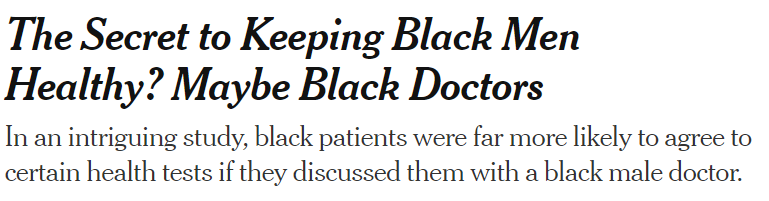 The Secret to Keeping Black Men
Healthy? Maybe Black Doctors
In an intriguing study, black patients were far more likely to agree to
certain health tests if they discussed them with a black male doctor.